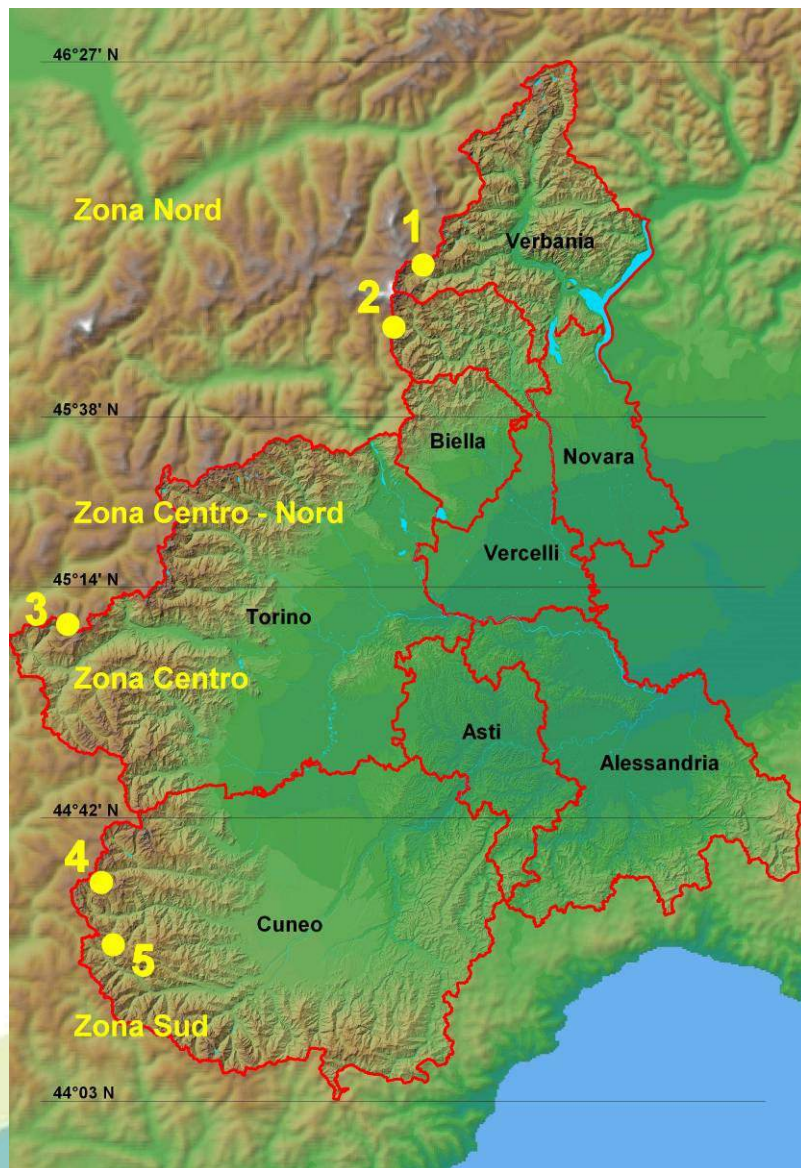 46°27' N
Zona Nord
1
Verbania
2
45°38' N
Biella
Novara
Zona Centro - Nord
Vercelli
45°14' N
3
Torino
Zona Centro
Asti
Alessandria
44°42' N
4
Cuneo
5
Zona Sud
44°03' N